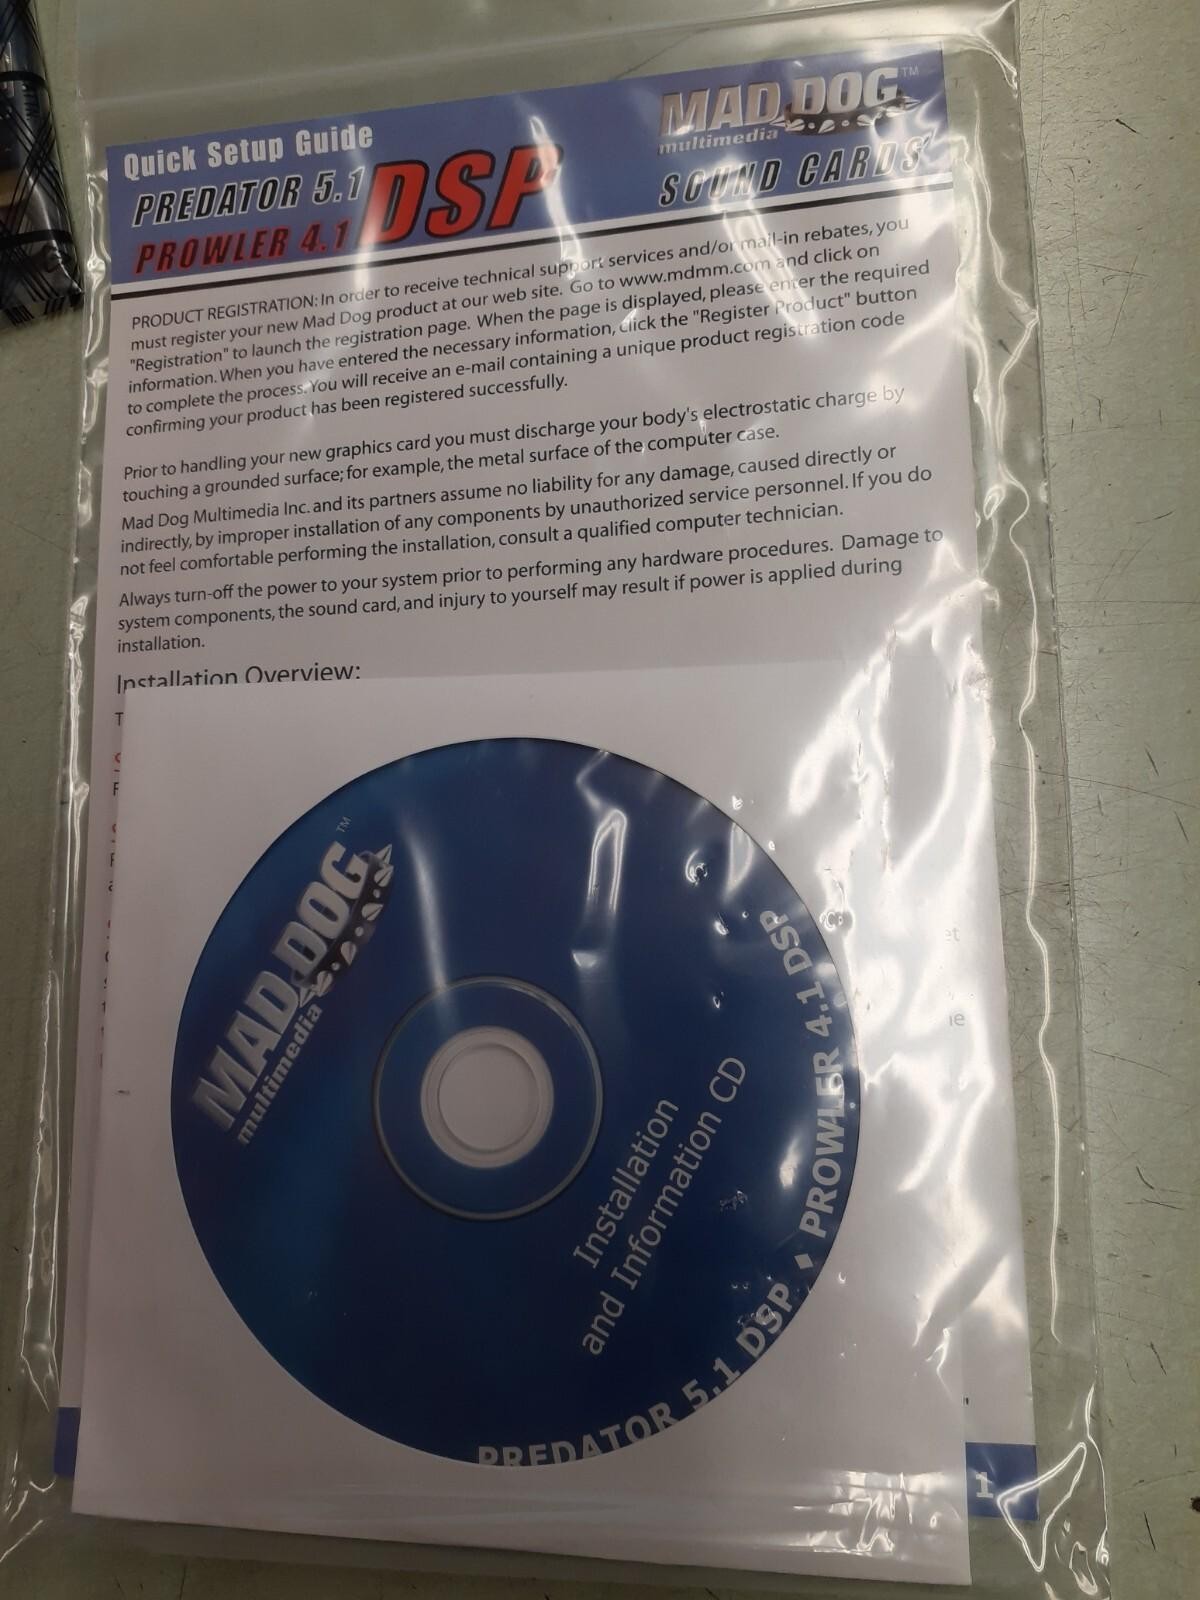 Quick Setup Guide
PREDATOR 5.1
PROWLER 4.1
DSP
MAD DOG™
multimedia
SOUND CARDS
PRODUCT REGISTRATION: In order to receive technical support services and/or mail-in rebates, you
must register your new Mad Dog product at our web site. Go to www.mdmm.com and click on
"Registration" to launch the registration page. When the page is displayed, please enter the required
information. When you have entered the necessary information, click the "Register Product" button
to complete the process. You will receive an e-mail containing a unique product registration code
confirming your product has been registered successfully.
Prior to handling your new graphics card you must discharge your body's electrostatic charge by
touching a grounded surface; for example, the metal surface of the computer case.
Mad Dog Multimedia Inc. and its partners assume no liability for any damage, caused directly or
indirectly, by improper installation of any components by unauthorized service personnel. If you do
not feel comfortable performing the installation, consult a qualified computer technician.
Always turn-off the power to your system prior to performing any hardware procedures. Damage to
system components, the sound card, and injury to yourself may result if power is applied during
installation.
Installation Overview:
MAD DOG™
multimedia
Installation
and Information CD
PREDATOR 5.1 DSP • PROWLER 4.1 DSP
1